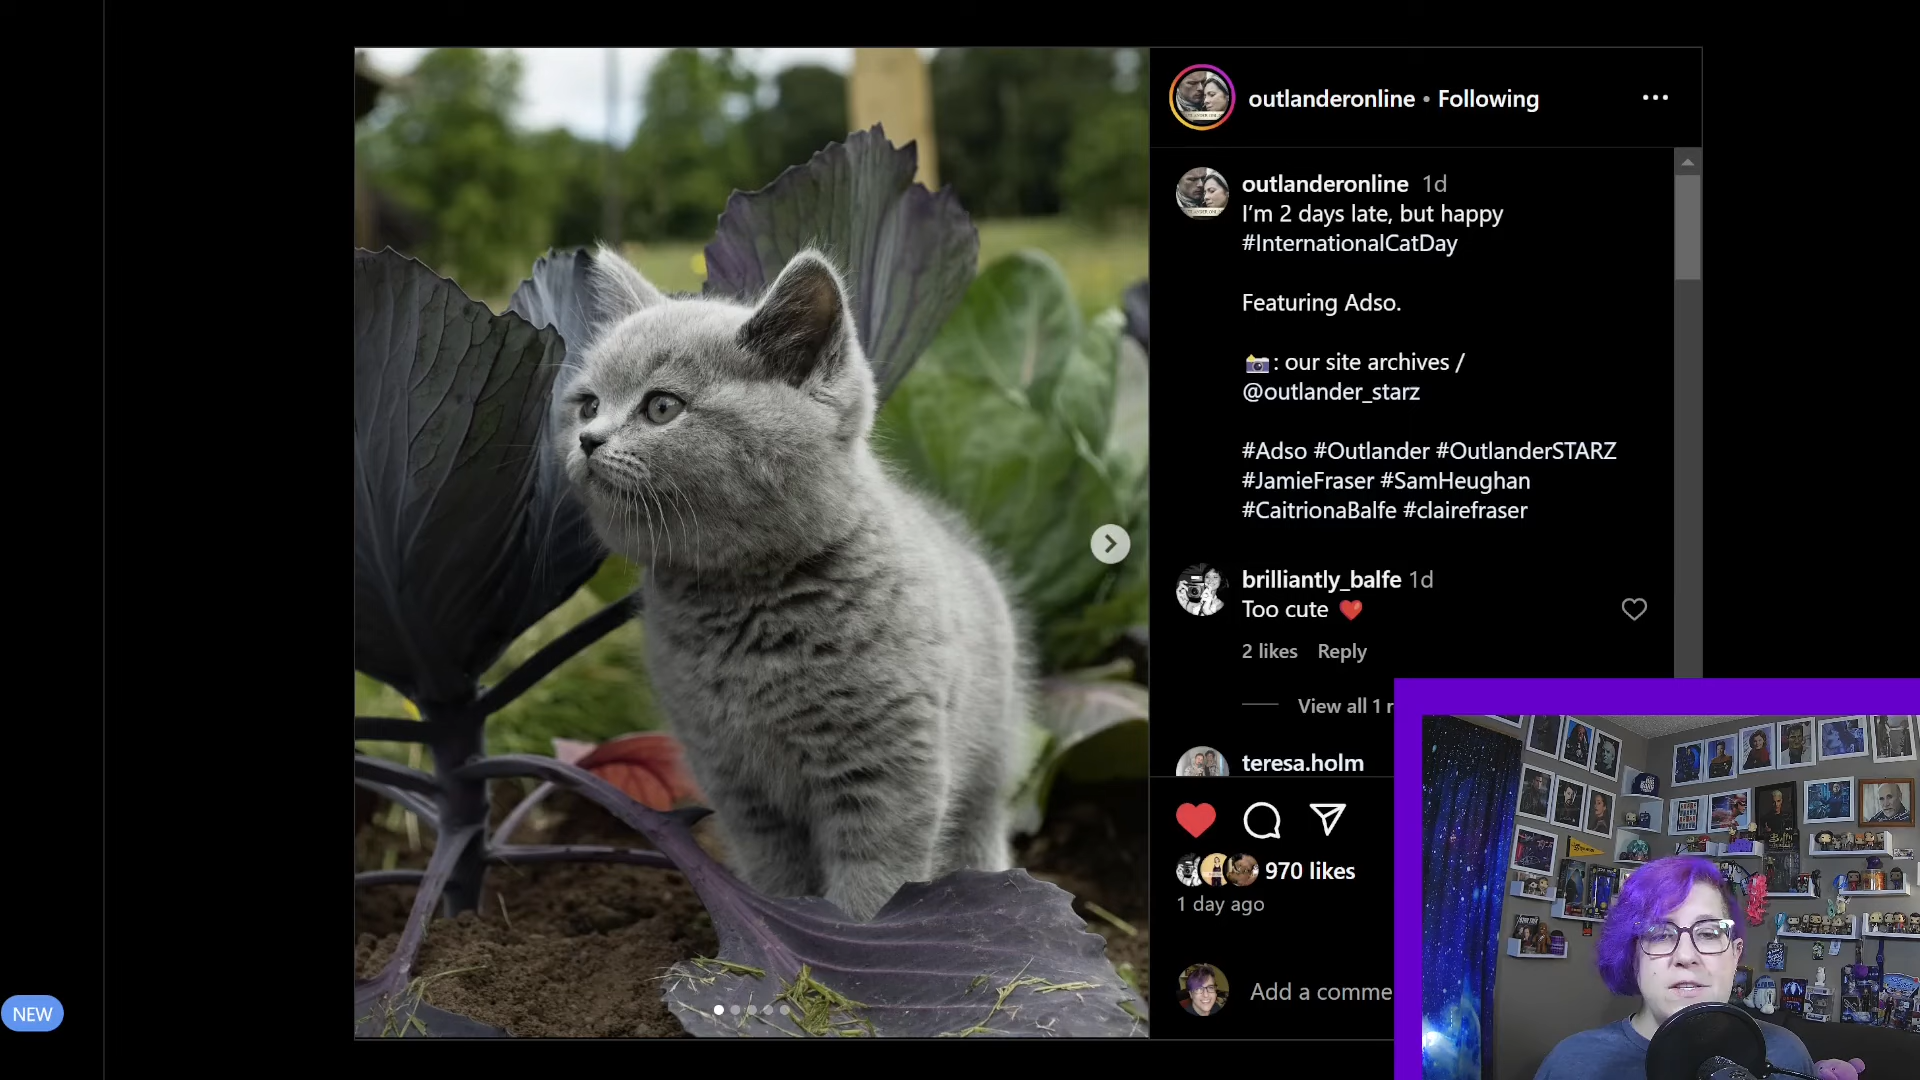 outlanderonline • Following
outlanderonline 1d
I'm 2 days late, but happy
#InternationalCatDay
Featuring Adso.
: our site archives /
@outlander_starz
#Adso #Outlander #OutlanderSTARZ
#JamieFraser #SamHeughan
#CaitrionaBalfe #clairefraser
brilliantly_balfe 1d
Too cute ❤️
2 likes Reply
View all 1 r
teresa.holm
970 likes
1 day ago
Add a comme
NEW